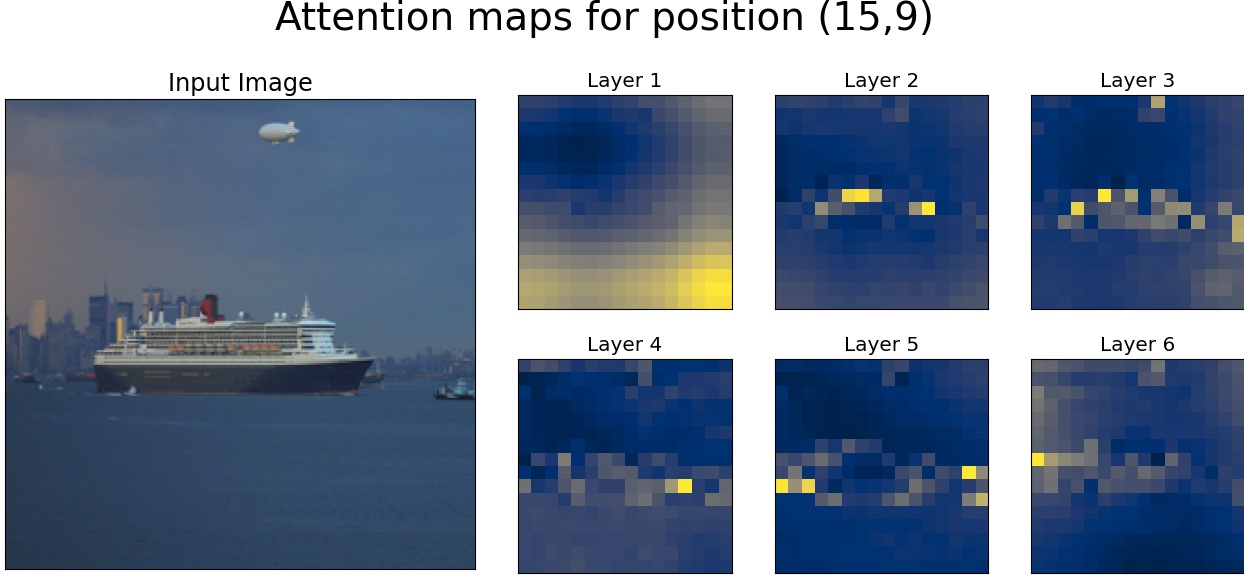 Attention maps for position (15,9)
Input Image
Layer 1
Layer 2
Layer 3
Layer 4
Layer 5
Layer 6